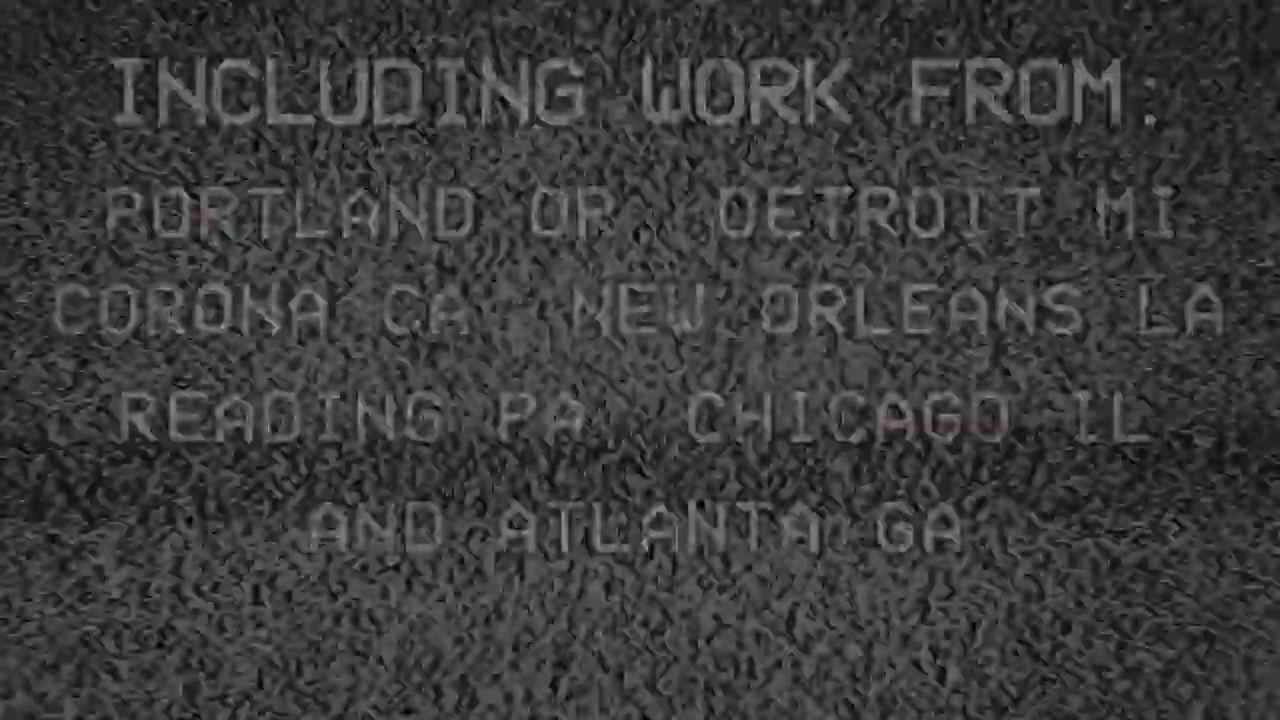 INCLUDING WORK FROM:
PORTLAND OR DETROIT MI
CORONA CA NEW ORLEANS LA
READING PA CHICAGO IL
AND ATLANTA GA